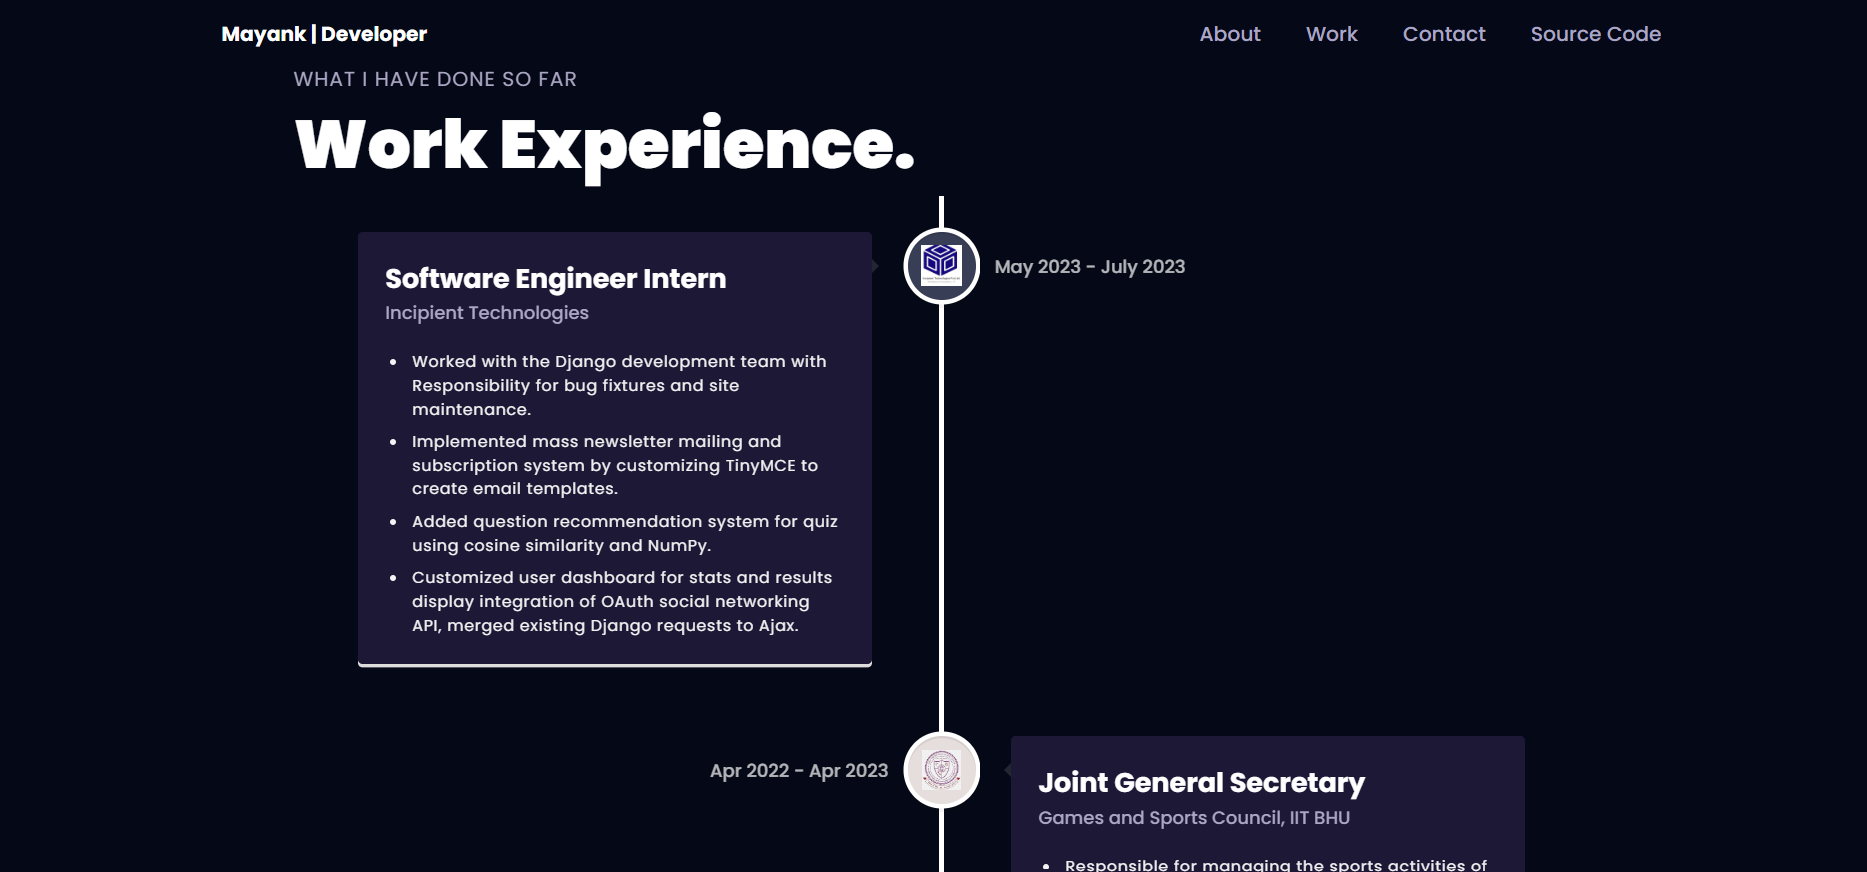 Mayank | Developer
About Work Contact Source Code
WHAT I HAVE DONE SO FAR
Work Experience.
Software Engineer Intern
Incipient Technologies
May 2023 - July 2023
• Worked with the Django development team with
Responsibility for bug fixtures and site
maintenance.
• Implemented mass newsletter mailing and
subscription system by customizing TinyMCE to
create email templates.
• Added question recommendation system for quiz
using cosine similarity and NumPy.
• Customized user dashboard for stats and results
display integration of OAuth social networking
API, merged existing Django requests to Ajax.
Apr 2022 - Apr 2023
Joint General Secretary
Games and Sports Council, IIT BHU
• Responsible for managing the sports activities of